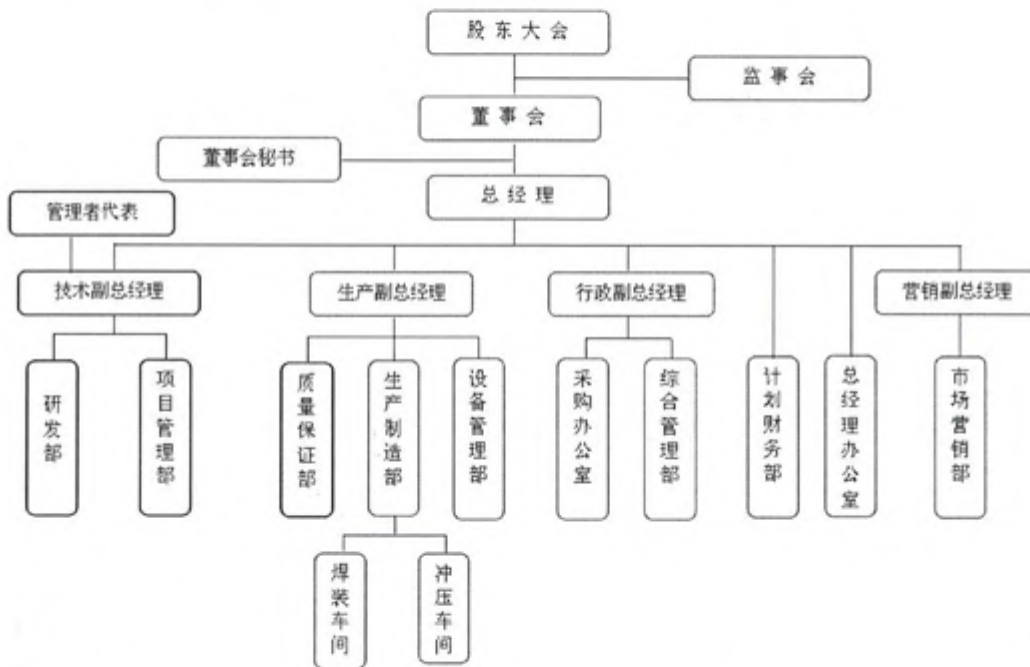 股东大会
监事会
董事会
董事会秘书
总经理
管理者代表
技术副总经理
生产副总经理
行政副总经理
营销副总经理
研发部
项目管理部
质量保证部
生产制造部
设备管理部
采购办公室
综合管理部
计划财务部
总经理办公室
市场营销部
焊装车间
冲压车间